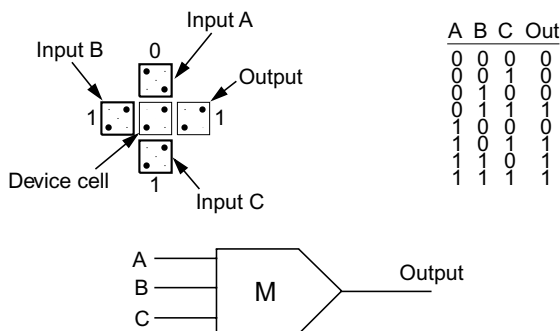 Input A
Input B
0
Output
1
1
Device cell
1
Input C
A B C Out
0 0 0 0
0 0 1 0
0 1 0 0
0 1 1 1
1 0 0 0
1 0 1 1
1 1 0 1
1 1 1 1
A
B
C
M
Output